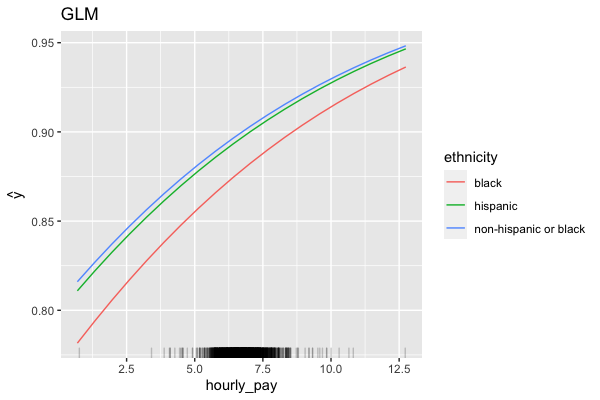 GLM
0.95
0.90
0.85
0.80
ŷ
2.5 5.0 7.5 10.0 12.5
hourly_pay
ethnicity
black
hispanic
non-hispanic or black